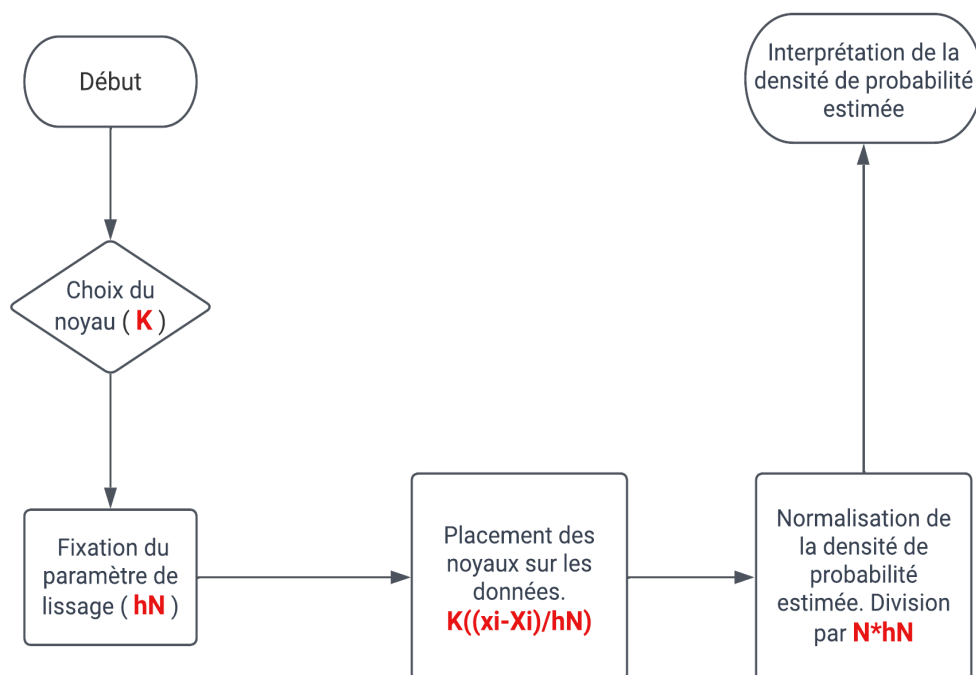 Début
Choix du
noyau ( K )
Fixation du
paramètre de
lissage ( hN )
Placement des
noyaux sur les
données.
K((xi-Xi)/hN)
Normalisation de
la densité de
probabilité
estimée. Division
par N*hN
Interprétation de la
densité de probabilité
estimée